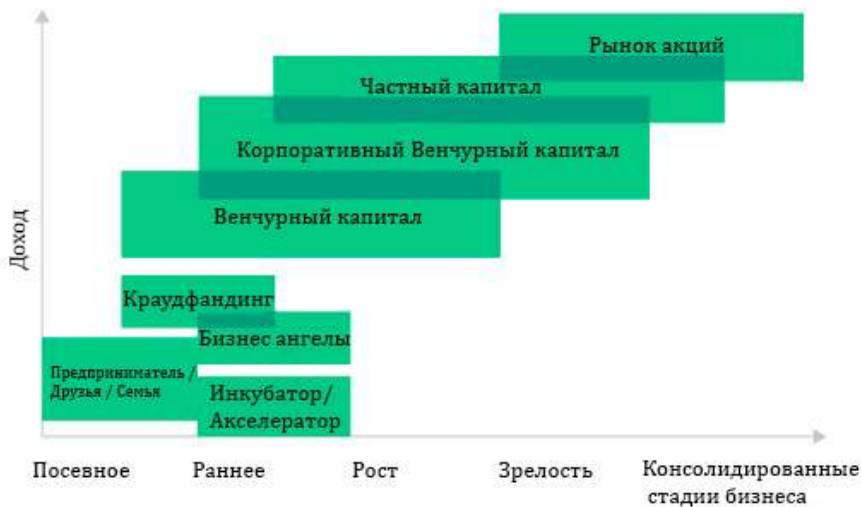 Рынок акций
Частный капитал
Корпоративный Венчурный капитал
Венчурный капитал
Доход
Краудфандинг
Бизнес ангелы
Предприниматель /
Друзья / Семья
Инкубатор/
Акселератор
Посевное
Раннее
Рост
Зрелость
Консолидированные
стадии бизнеса